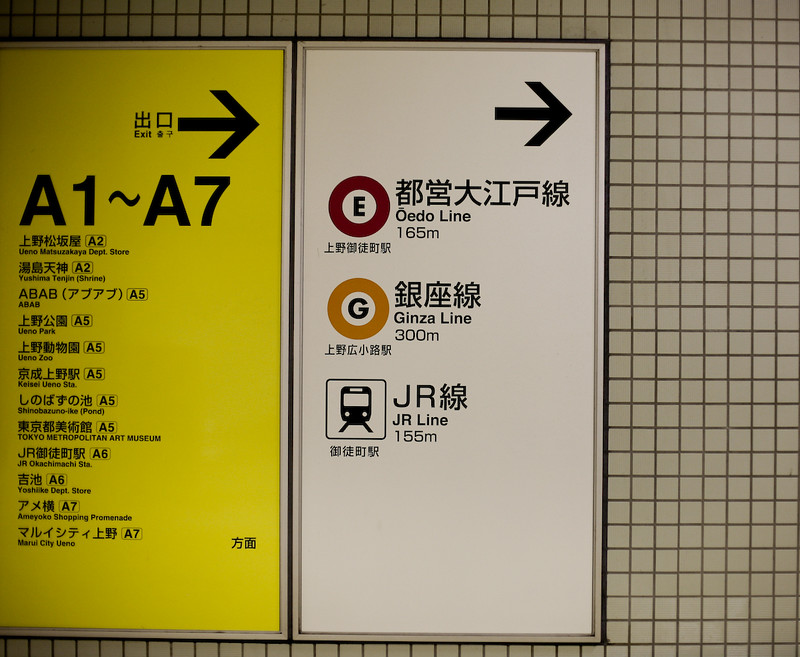 出口
Exit 출구
A1~A7
上野松坂屋 A2
Ueno Matsuzakaya Dept. Store
湯島天神 A2
Yushima Tenjin (Shrine)
ABAB（アブアブ） A5
ABAB
上野公園 A5
Ueno Park
上野動物園 A5
Ueno Zoo
京成上野駅 A5
Keisei Ueno Sta.
しのばずの池 A5
Shinobazuno-ike (Pond)
東京都美術館 A5
TOKYO METROPOLITAN ART MUSEUM
JR御徒町駅 A6
JR Okachimachi Sta.
吉池 A6
Yoshiike Dept. Store
アメ横 A7
Ameyoko Shopping Promenade
マルイシティ上野 A7
Marui City Ueno
方面
E 都営大江戸線
Ōedo Line
165m
上野御徒町駅
G 銀座線
Ginza Line
300m
上野広小路駅
JR線
JR Line
155m
御徒町駅